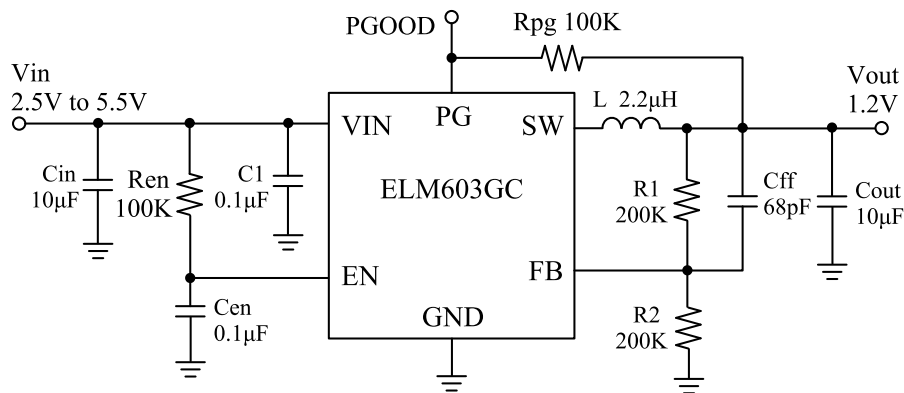 PGOOD
Rpg 100K
Vin
2.5V to 5.5V
L 2.2μH
Vout
1.2V
VIN
PG
SW
Cin
10μF
Ren
100K
C1
0.1μF
ELM603GC
R1
200K
Cff
68pF
Cout
10μF
EN
FB
Cen
0.1μF
GND
R2
200K